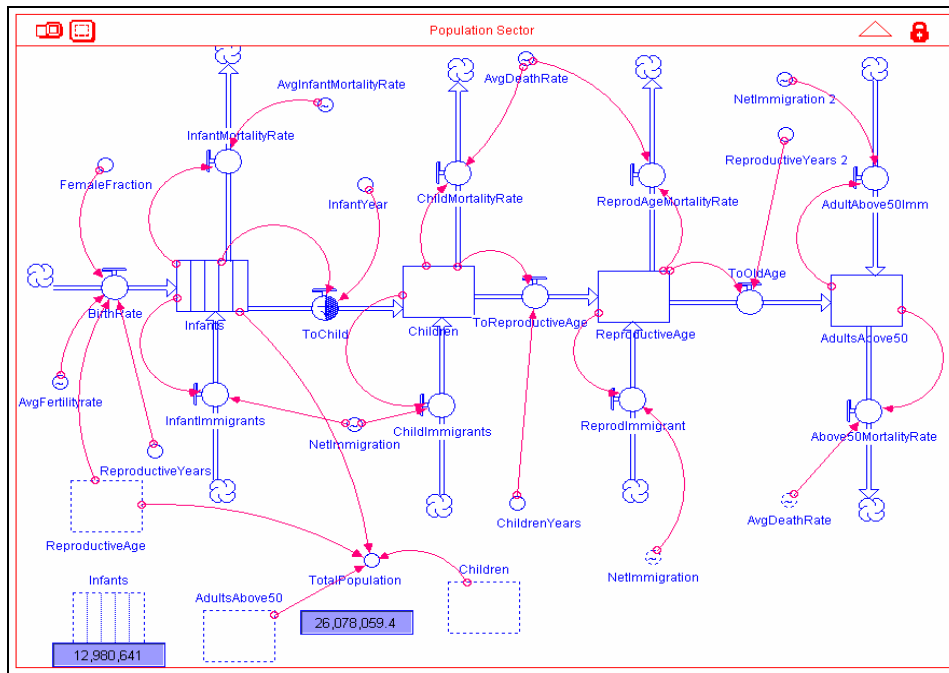 Population Sector
AvgInfantMortalityRate
AvgDeathRate
NetImmigration 2
InfantMortalityRate
ReproductiveYears 2
FemaleFraction
InfantYear
ChildMortalityRate
ReprodAgeMortalityRate
AdultAbove50Imm
ToOldAge
BirthRate
Infants
ToChild
Children
ToReproductiveAge
ReproductiveAge
AdultsAbove50
AvgFertilityrate
InfantImmigrants
NetImmigration
ChildImmigrants
ReprodImmigrant
Above50MortalityRate
ReproductiveYears
ChildrenYears
AvgDeathRate
ReproductiveAge
Infants
AdultsAbove50
TotalPopulation
Children
NetImmigration
26,078,059.4
12,980,641